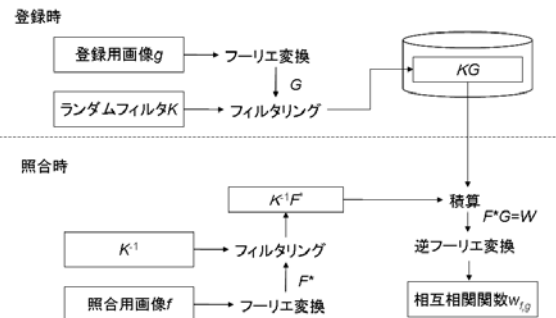 登録時
登録用画像g
フーリエ変換
G
KG
ランダムフィルタK
フィルタリング
照合時
K⁻¹F*
積算
F*G=W
K⁻¹
フィルタリング
逆フーリエ変換
F*
照合用画像f
フーリエ変換
相互相関関数w_{f,g}